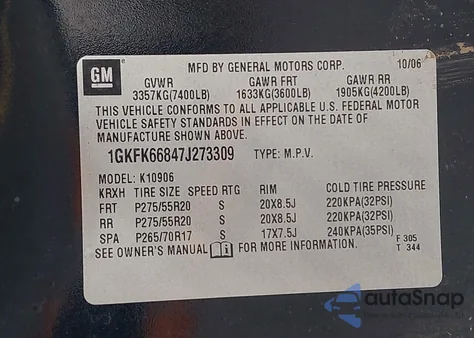 GM
MFD BY GENERAL MOTORS CORP. 10/06
GVWR GAWR FRT GAWR RR
3357KG(7400LB) 1633KG(3600LB) 1905KG(4200LB)
THIS VEHICLE CONFORMS TO ALL APPLICABLE U.S. FEDERAL MOTOR
VEHICLE SAFETY STANDARDS IN EFFECT ON THE DATE OF
MANUFACTURE SHOWN ABOVE.
1GKFK66847J273309 TYPE: M.P.V.
MODEL: K10906
KRXH TIRE SIZE SPEED RTG RIM COLD TIRE PRESSURE
FRT P275/55R20 S 20X8.5J 220KPA(32PSI)
RR P275/55R20 S 20X8.5J 220KPA(32PSI)
SPA P265/70R17 S 17X7.5J 240KPA(35PSI)
SEE OWNER'S MANUAL i FOR MORE INFORMATION. F 305
T 344
autoSnap